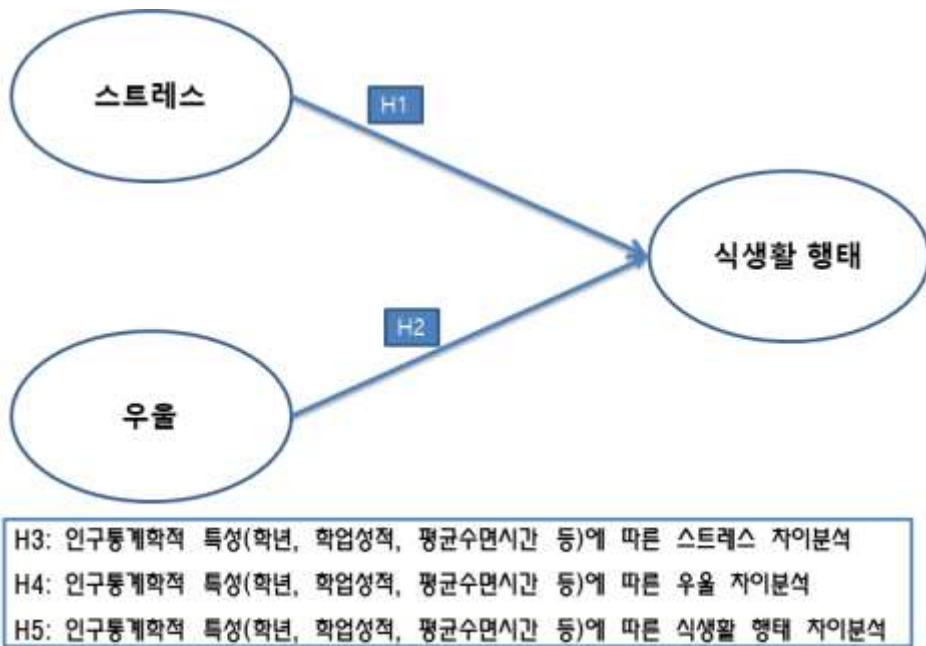 스트레스
H1
식생활 행태
H2
우울
H3: 인구통계학적 특성(학년, 학업성적, 평균수면시간 등)에 따른 스트레스 차이분석
H4: 인구통계학적 특성(학년, 학업성적, 평균수면시간 등)에 따른 우울 차이분석
H5: 인구통계학적 특성(학년, 학업성적, 평균수면시간 등)에 따른 식생활 행태 차이분석